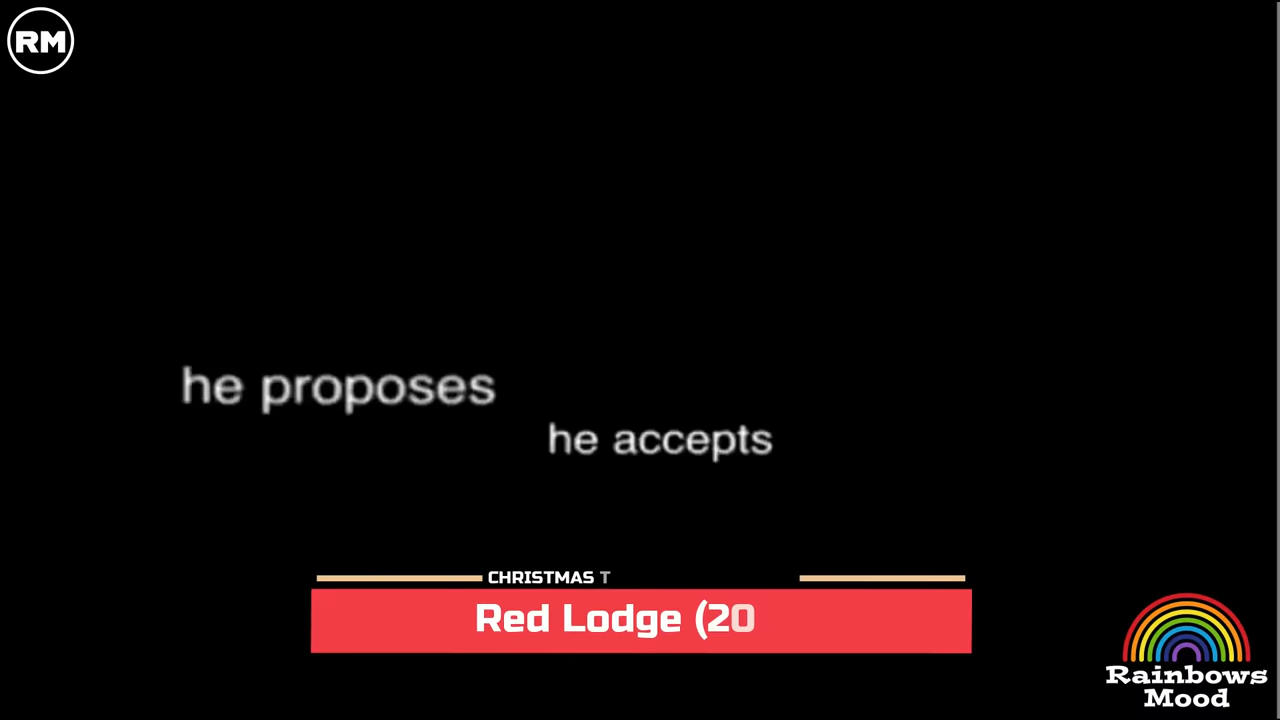 RM
he proposes
he accepts
CHRISTMAS T
Red Lodge (20
Rainbows
Mood